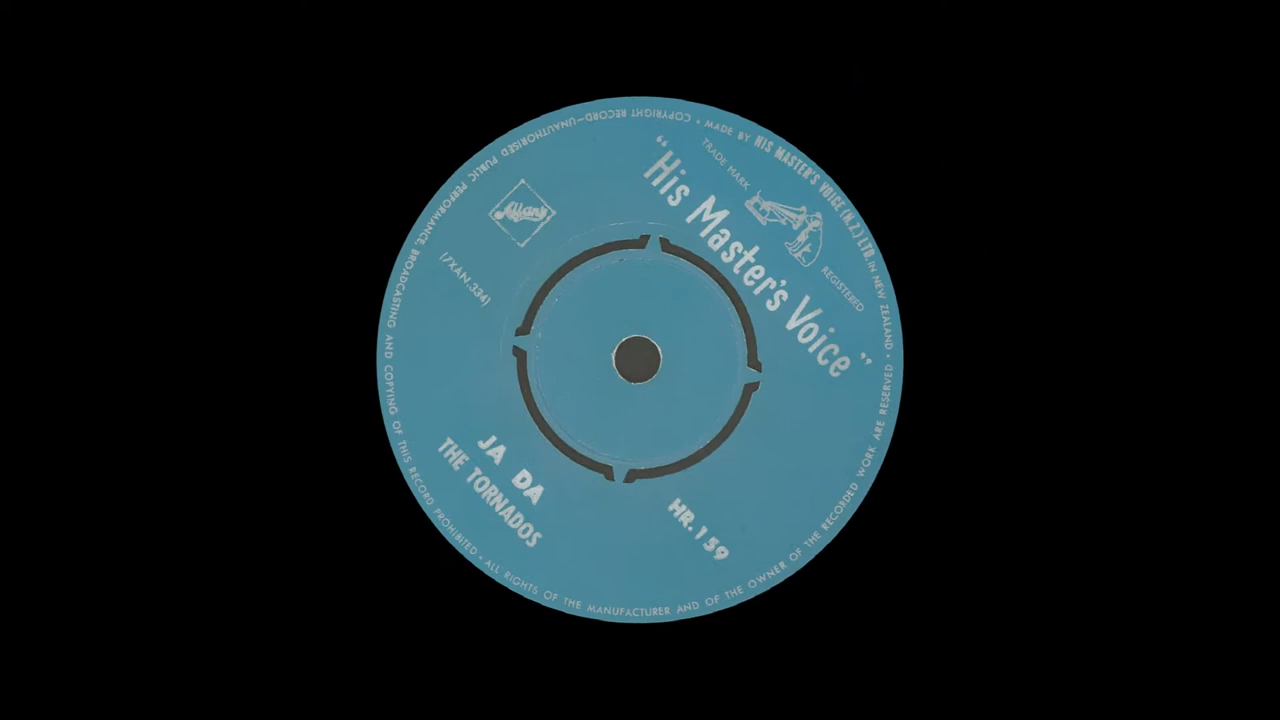 COPYRIGHT RECORD—UNAUTHORISED PUBLIC PERFORMANCE, BROADCASTING AND COPYING OF THIS RECORD PROHIBITED • ALL RIGHTS OF THE MANUFACTURER AND OF THE OWNER OF THE RECORDED WORK ARE RESERVED • MADE BY HIS MASTER'S VOICE (N.Z.) LTD. IN NEW ZEALAND •
TRADE MARK
REGISTERED
"His Master's Voice"
Allans
(7XAN.334)
HR.159
JA DA
THE TORNADOS